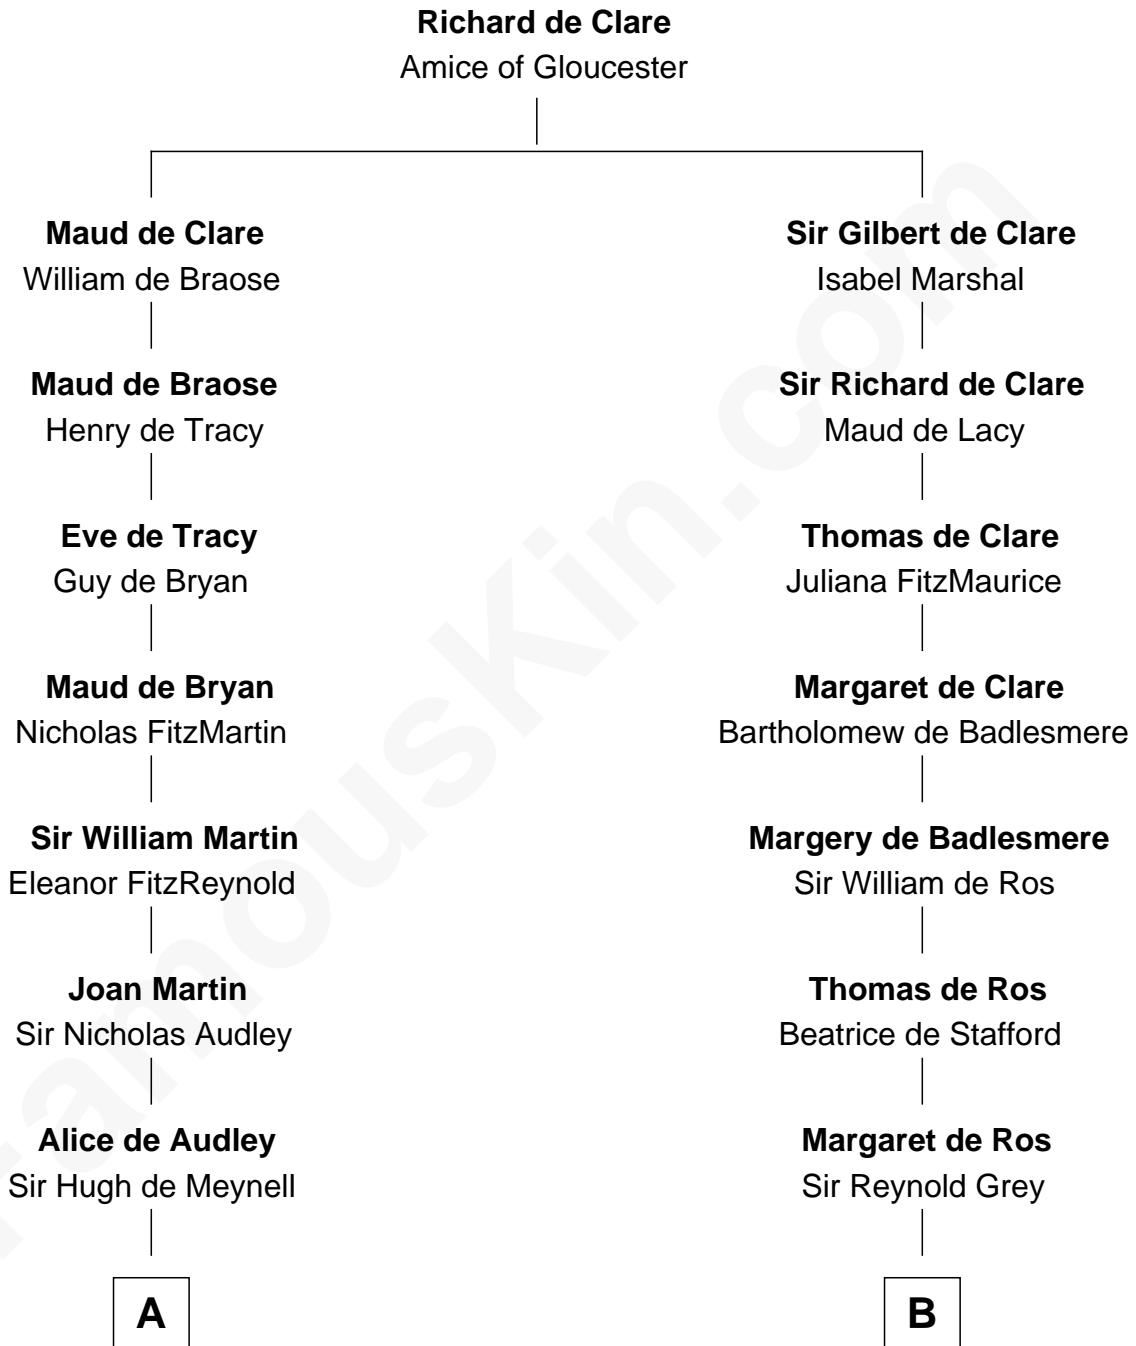 Richard de Clare
Amice of Gloucester
Maud de Clare
William de Braose
Sir Gilbert de Clare
Isabel Marshal
Maud de Braose
Henry de Tracy
Sir Richard de Clare
Maud de Lacy
Eve de Tracy
Guy de Bryan
Thomas de Clare
Juliana FitzMaurice
Maud de Bryan
Nicholas FitzMartin
Margaret de Clare
Bartholomew de Badlesmere
Sir William Martin
Eleanor FitzReynold
Margery de Badlesmere
Sir William de Ros
Joan Martin
Sir Nicholas Audley
Thomas de Ros
Beatrice de Stafford
Alice de Audley
Sir Hugh de Meynell
Margaret de Ros
Sir Reynold Grey
A
B
FamousKin.com